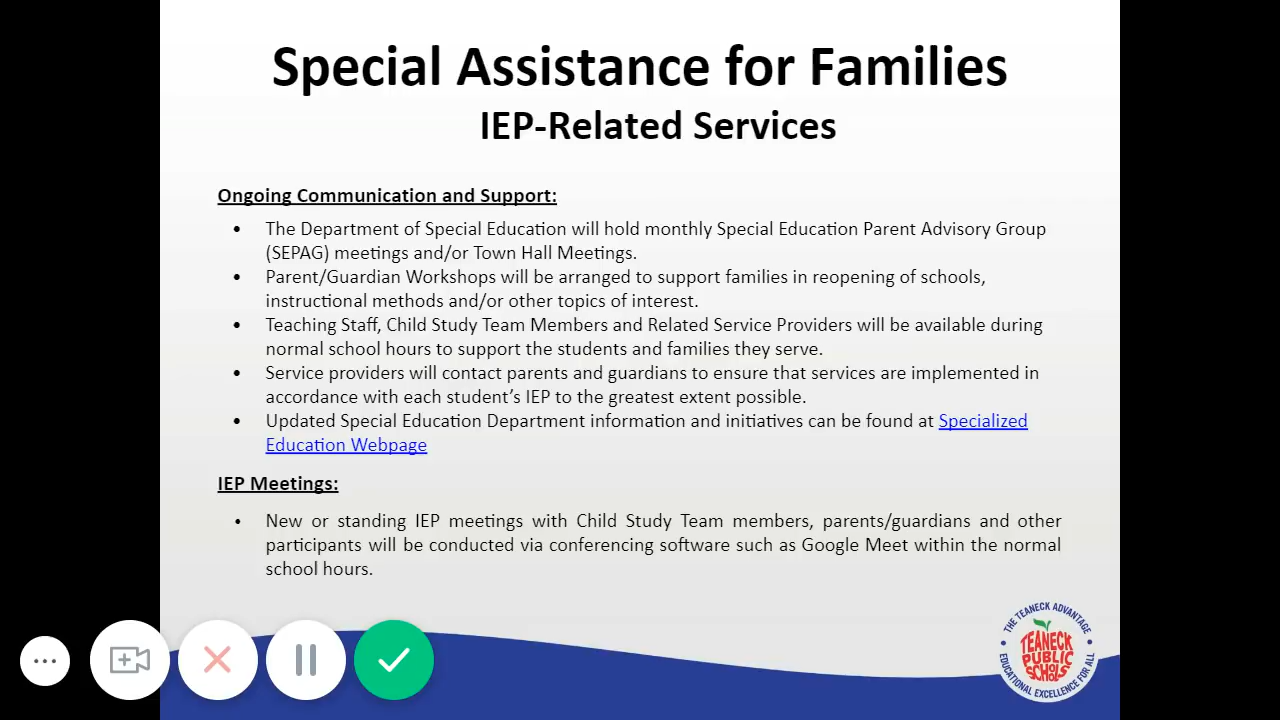 Special Assistance for Families
IEP-Related Services
Ongoing Communication and Support:
• The Department of Special Education will hold monthly Special Education Parent Advisory Group
(SEPAG) meetings and/or Town Hall Meetings.
• Parent/Guardian Workshops will be arranged to support families in reopening of schools,
instructional methods and/or other topics of interest.
• Teaching Staff, Child Study Team Members and Related Service Providers will be available during
normal school hours to support the students and families they serve.
• Service providers will contact parents and guardians to ensure that services are implemented in
accordance with each student’s IEP to the greatest extent possible.
• Updated Special Education Department information and initiatives can be found at Specialized
Education Webpage
IEP Meetings:
• New or standing IEP meetings with Child Study Team members, parents/guardians and other
participants will be conducted via conferencing software such as Google Meet within the normal
school hours.
THE TEANECK ADVANTAGE
TEANECK
PUBLIC
SCHOOLS
EDUCATIONAL EXCELLENCE FOR ALL